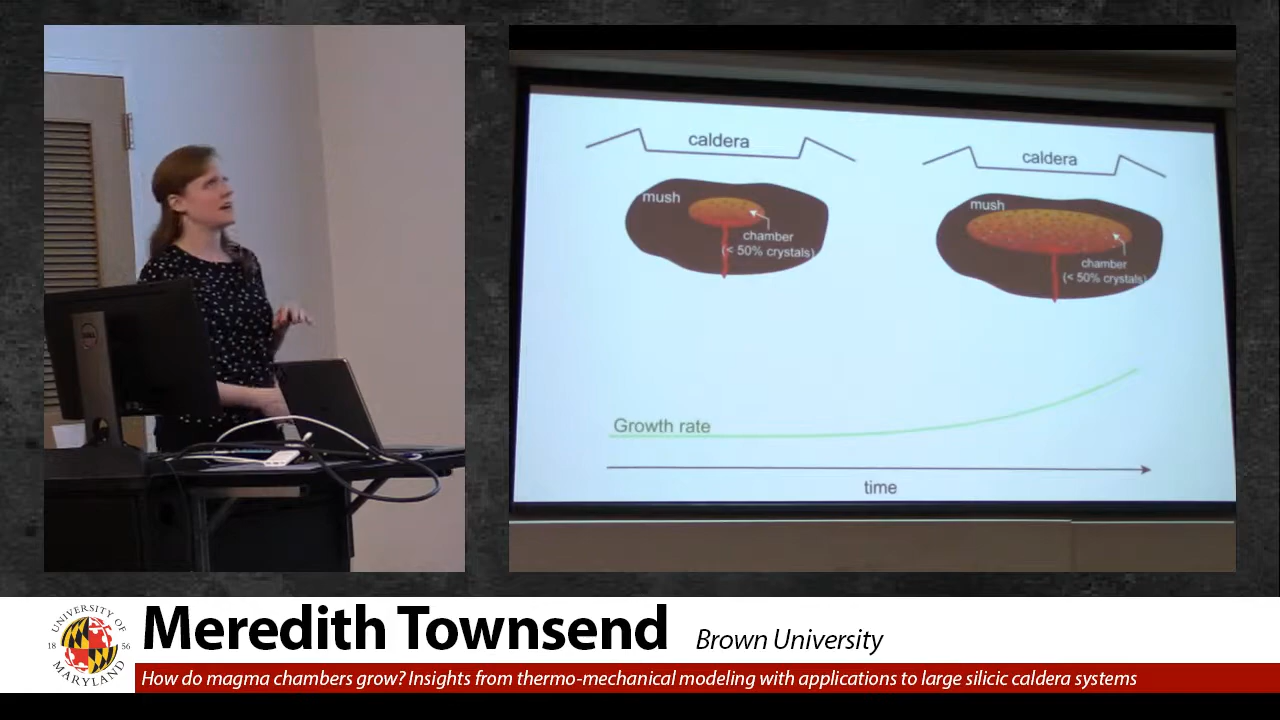 caldera
mush
chamber
(< 50% crystals)
caldera
mush
chamber
(< 50% crystals)
Growth rate
time
DELL
UNIVERSITY OF
18 56
MARYLAND
Meredith Townsend
Brown University
How do magma chambers grow? Insights from thermo-mechanical modeling with applications to large silicic caldera systems